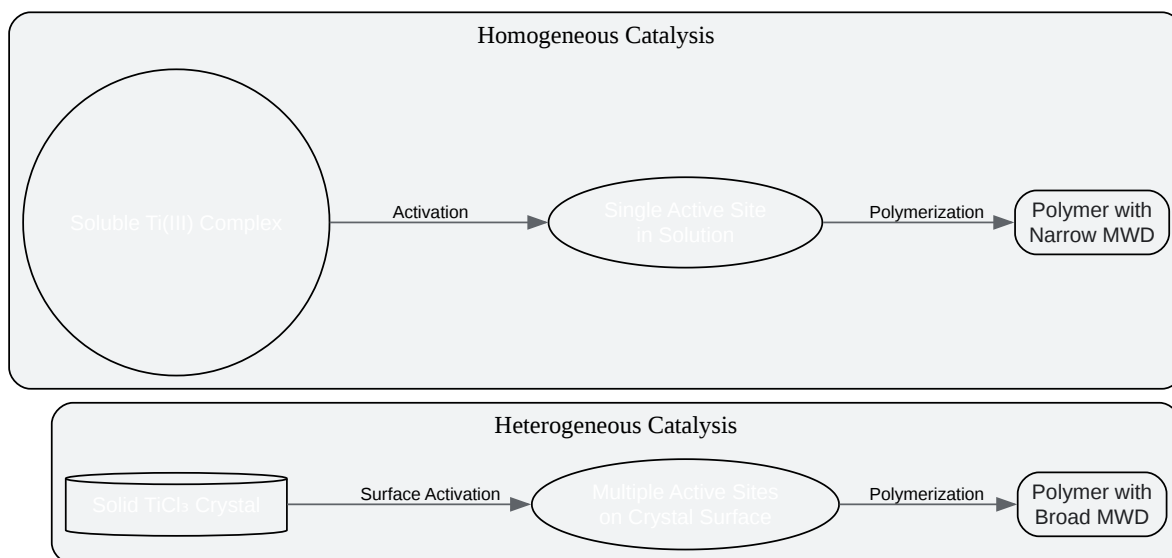 Homogeneous Catalysis
Soluble Ti(III) Complex
Activation
Single Active Site
in Solution
Polymerization
Polymer with
Narrow MWD
Heterogeneous Catalysis
Solid TiCl₃ Crystal
Surface Activation
Multiple Active Sites
on Crystal Surface
Polymerization
Polymer with
Broad MWD